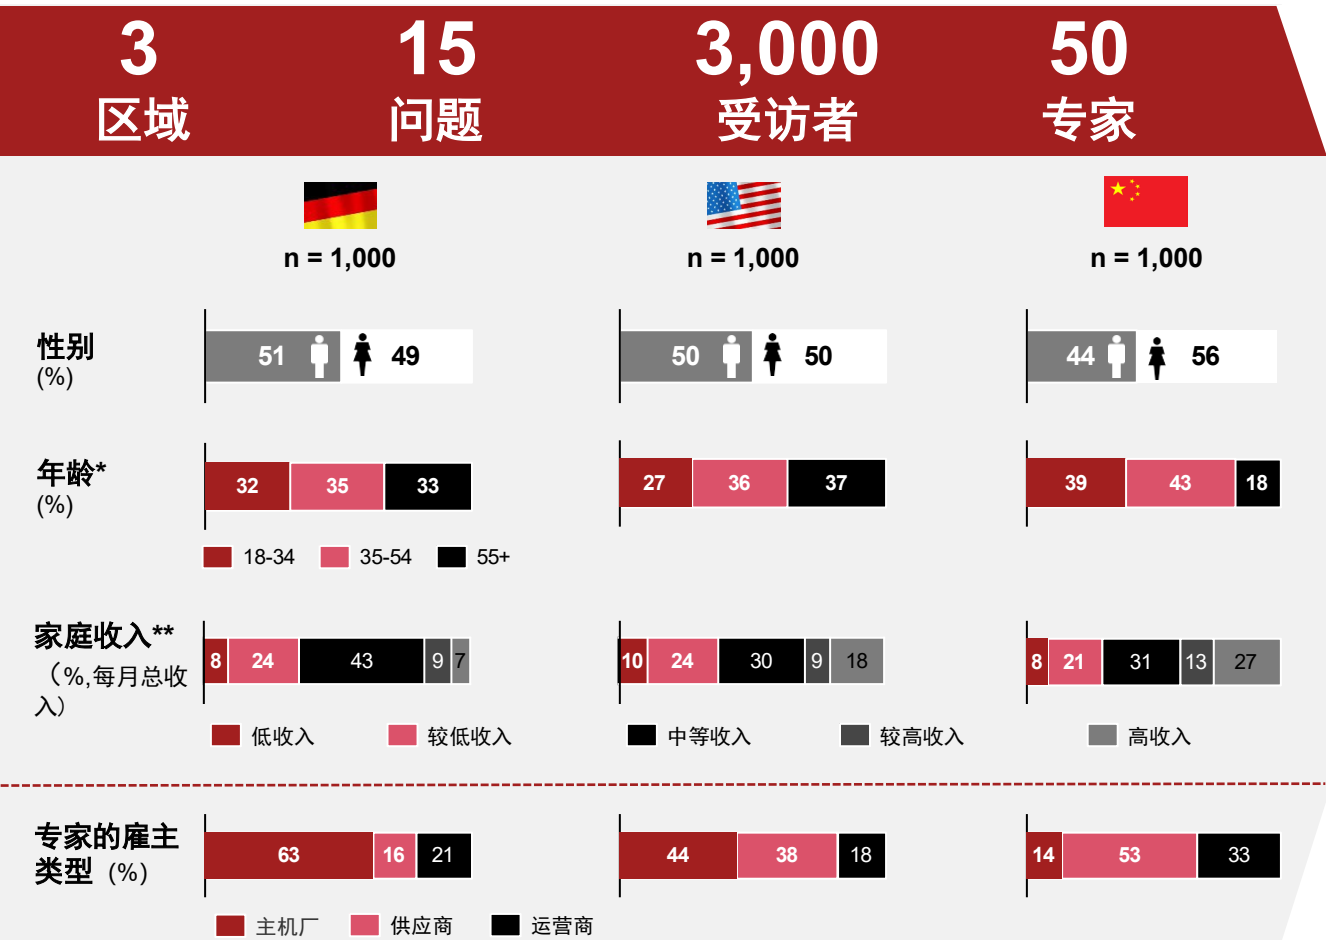 3 15 3,000 50
区域 问题 受访者 专家
n = 1,000 n = 1,000 n = 1,000
性别
(%)
51 49 50 50 44 56
年龄*
(%)
32 35 33 27 36 37 39 43 18
18-34 35-54 55+
家庭收入**
（%,每月总收
入）
8 24 43 9 7 10 24 30 9 18 8 21 31 13 27
低收入 较低收入 中等收入 较高收入 高收入
专家的雇主
类型 (%)
63 16 21 44 38 18 14 53 33
主机厂 供应商 运营商